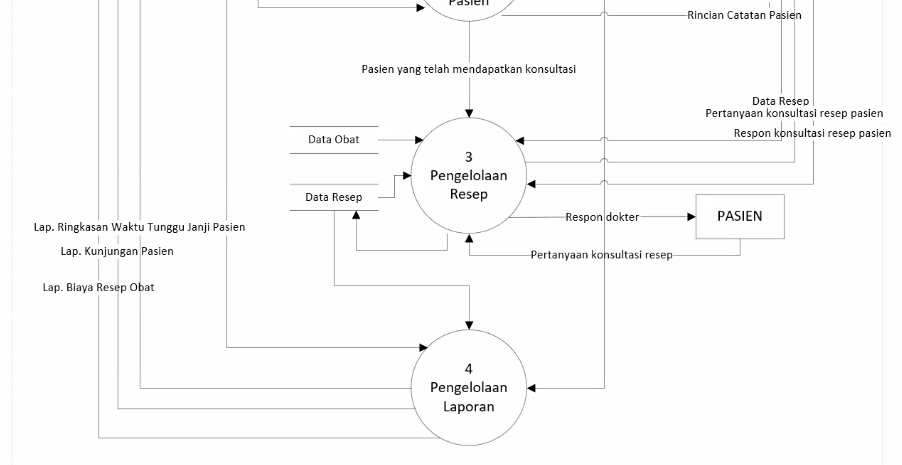 Pasien
Rincian Catatan Pasien
Pasien yang telah mendapatkan konsultasi
Data Resep
Pertanyaan konsultasi resep pasien
Respon konsultasi resep pasien
Data Obat
3
Pengelolaan
Resep
Data Resep
Respon dokter
PASIEN
Lap. Ringkasan Waktu Tunggu Janji Pasien
Lap. Kunjungan Pasien
Pertanyaan konsultasi resep
Lap. Biaya Resep Obat
4
Pengelolaan
Laporan